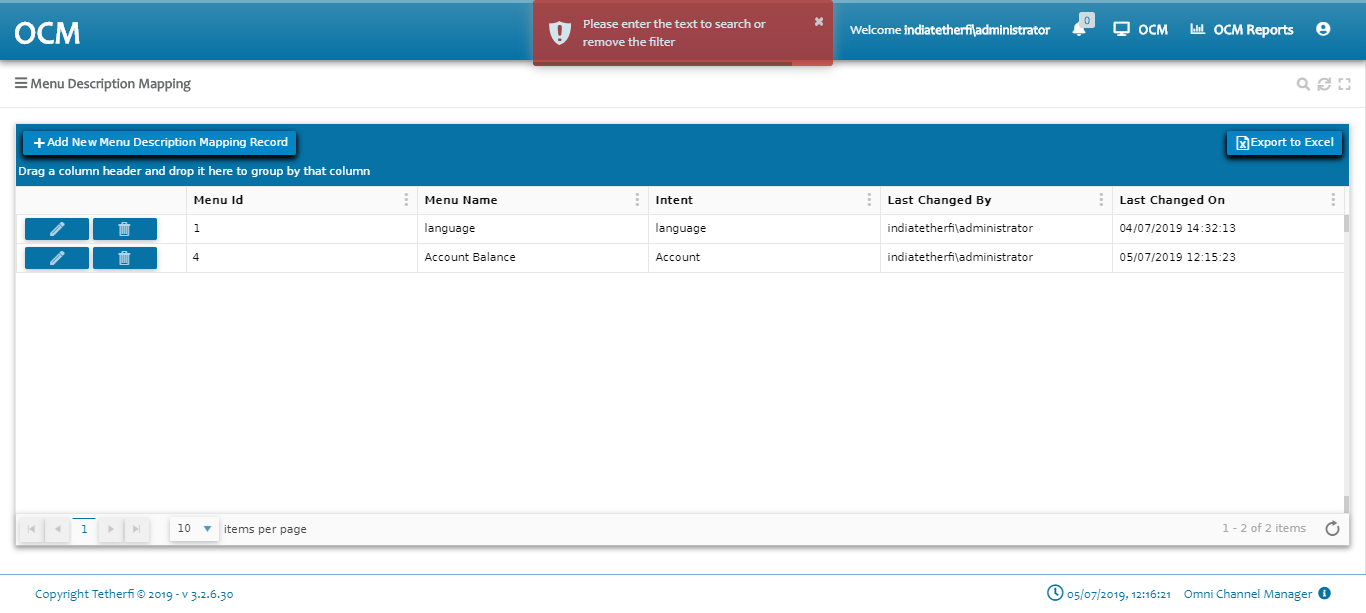 OCM
Please enter the text to search or
remove the filter
Welcome indiatetherfi\administrator
0
OCM
OCM Reports
Menu Description Mapping
Add New Menu Description Mapping Record
Export to Excel
Drag a column header and drop it here to group by that column
Menu Id Menu Name Intent Last Changed By Last Changed On
1 language language indiatetherfi\administrator 04/07/2019 14:32:13
4 Account Balance Account indiatetherfi\administrator 05/07/2019 12:15:23
1 10 items per page 1 - 2 of 2 items
Copyright Tetherfi © 2019 - v 3.2.6.30 05/07/2019, 12:16:21 Omni Channel Manager